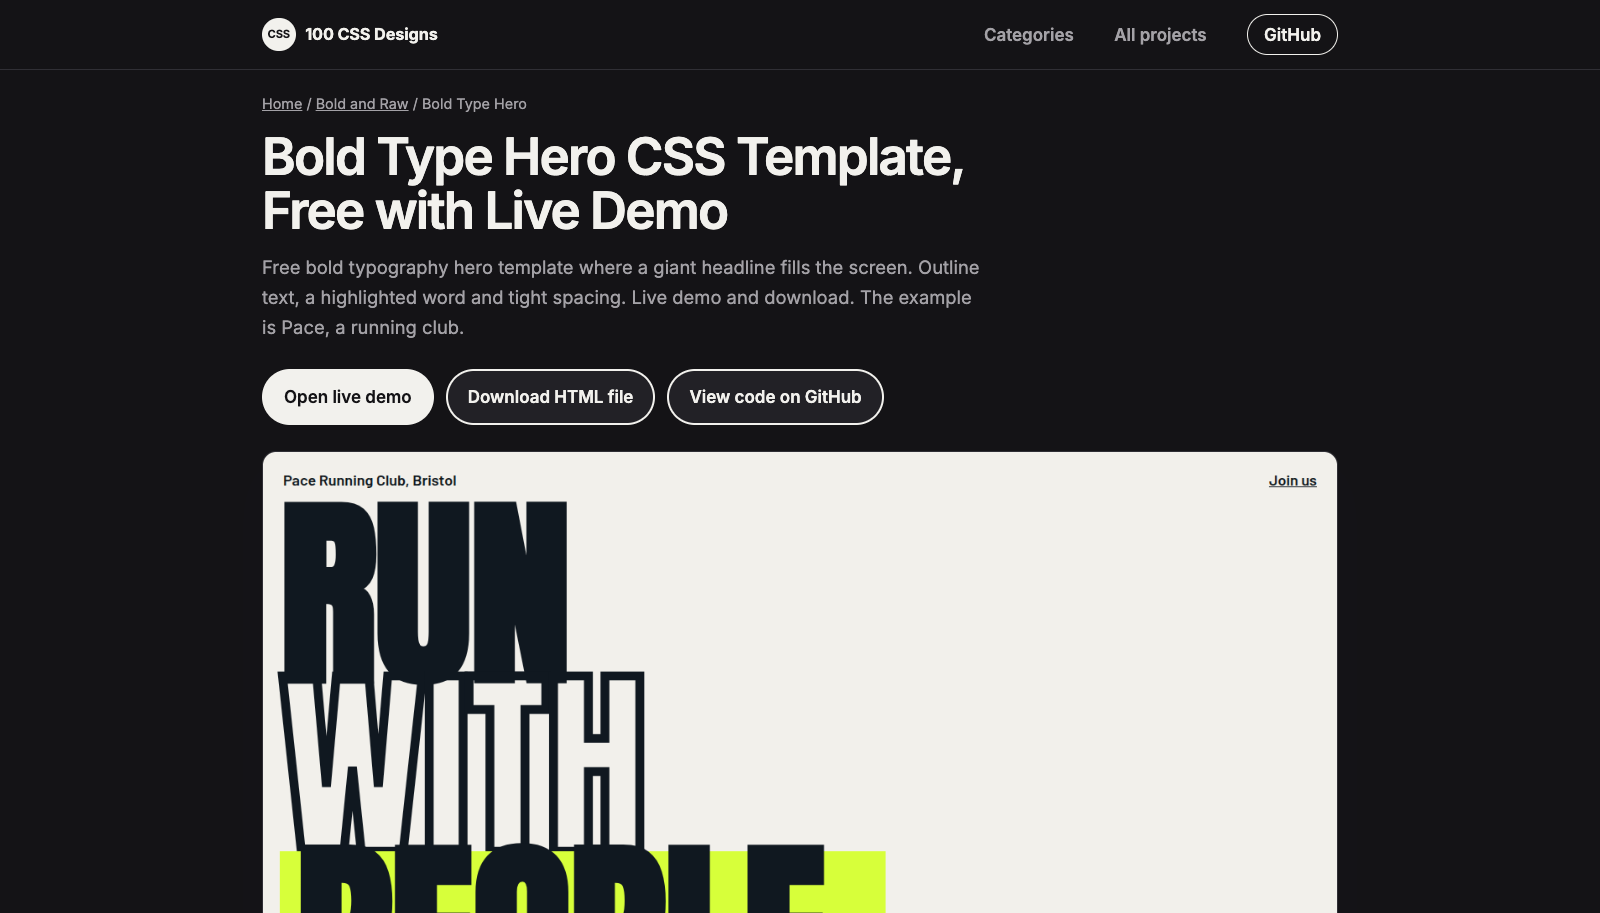 CSS 100 CSS Designs
Categories
All projects
GitHub
Home / Bold and Raw / Bold Type Hero
Bold Type Hero CSS Template,
Free with Live Demo
Free bold typography hero template where a giant headline fills the screen. Outline
text, a highlighted word and tight spacing. Live demo and download. The example
is Pace, a running club.
Open live demo
Download HTML file
View code on GitHub
Pace Running Club, Bristol
Join us
RUN
WITH
PEOPLE